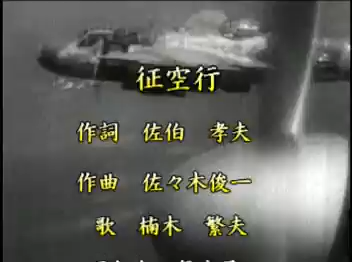 征空行
作詞 佐伯 孝夫
作曲 佐々木俊一
歌 楠木 繁夫